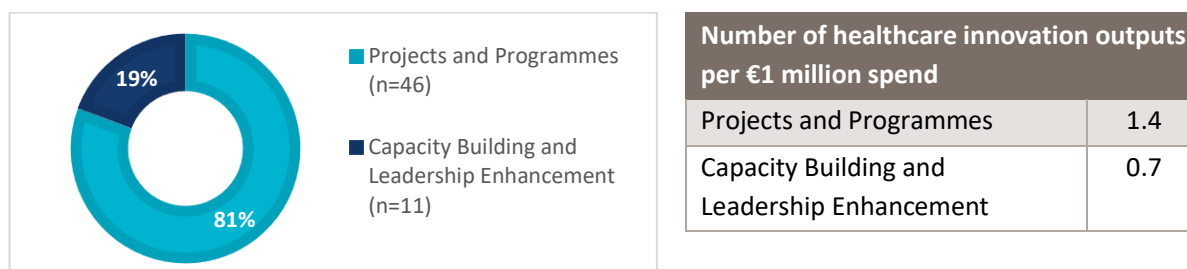 19%
81%
Projects and Programmes
(n=46)
Capacity Building and
Leadership Enhancement
(n=11)
Number of healthcare innovation outputs
per €1 million spend
Projects and Programmes 1.4
Capacity Building and 0.7
Leadership Enhancement